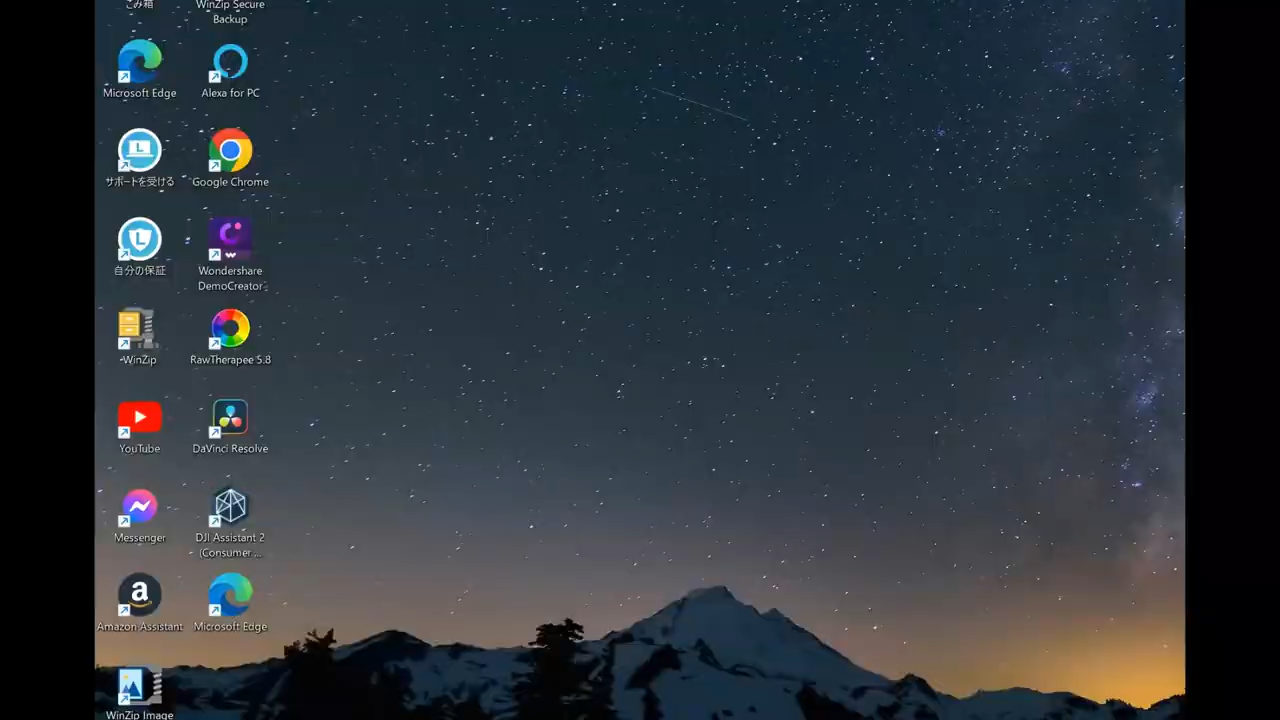 ごみ箱
WinZip Secure
Backup
Microsoft Edge
Alexa for PC
サポートを受ける
Google Chrome
自分の保証
Wondershare
DemoCreator
WinZip
RawTherapee 5.8
YouTube
DaVinci Resolve
Messenger
DJI Assistant 2
(Consumer ...
Amazon Assistant
Microsoft Edge
WinZip Image